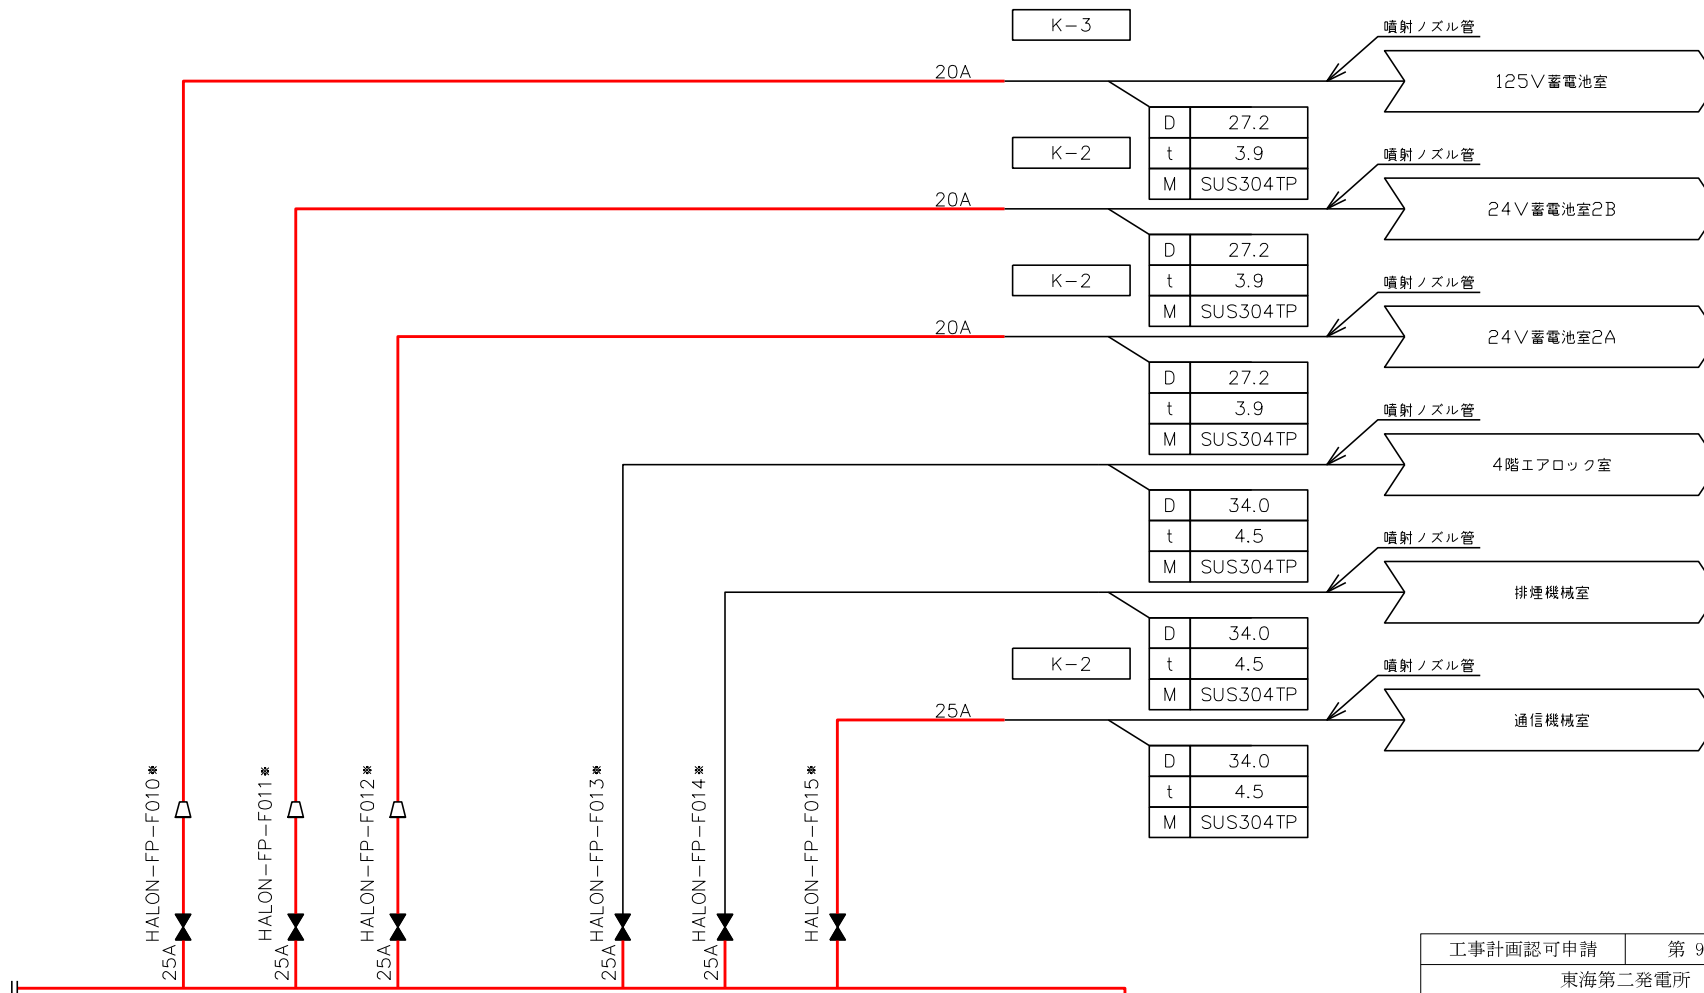 K-3
噴射ノズル管
20A
125V蓄電池室
D 27.2
t 3.9
M SUS304TP
K-2
噴射ノズル管
20A
24V蓄電池室2B
D 27.2
t 3.9
M SUS304TP
K-2
噴射ノズル管
20A
24V蓄電池室2A
D 27.2
t 3.9
M SUS304TP
噴射ノズル管
4階エアロック室
D 34.0
t 4.5
M SUS304TP
噴射ノズル管
排煙機械室
D 34.0
t 4.5
M SUS304TP
K-2
噴射ノズル管
25A
通信機械室
D 34.0
t 4.5
M SUS304TP
HALON-FP-F010※
HALON-FP-F011※
HALON-FP-F012※
HALON-FP-F013※
HALON-FP-F014※
HALON-FP-F015※
25A
25A
25A
25A
25A
工事計画認可申請 第 9
東海第二発電所